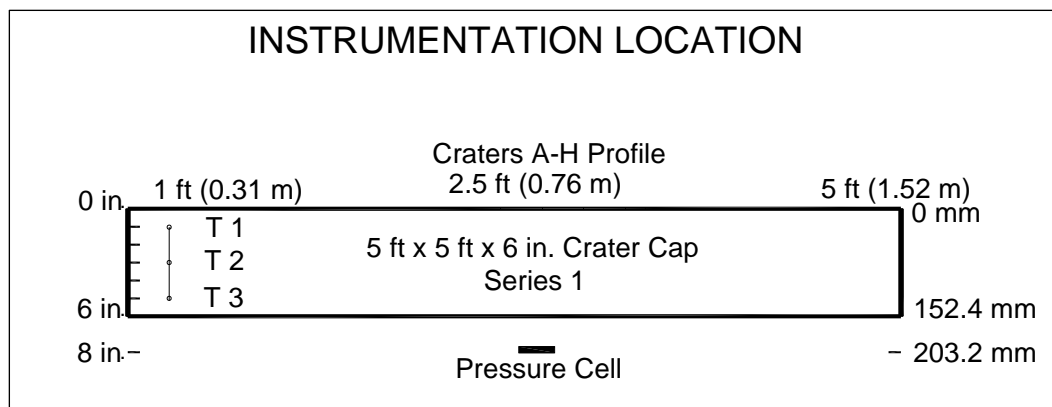 INSTRUMENTATION LOCATION
Craters A-H Profile
1 ft (0.31 m) 2.5 ft (0.76 m) 5 ft (1.52 m)
0 in. 0 mm
T 1
T 2
T 3
5 ft x 5 ft x 6 in. Crater Cap
Series 1
6 in. 152.4 mm
8 in. 203.2 mm
Pressure Cell